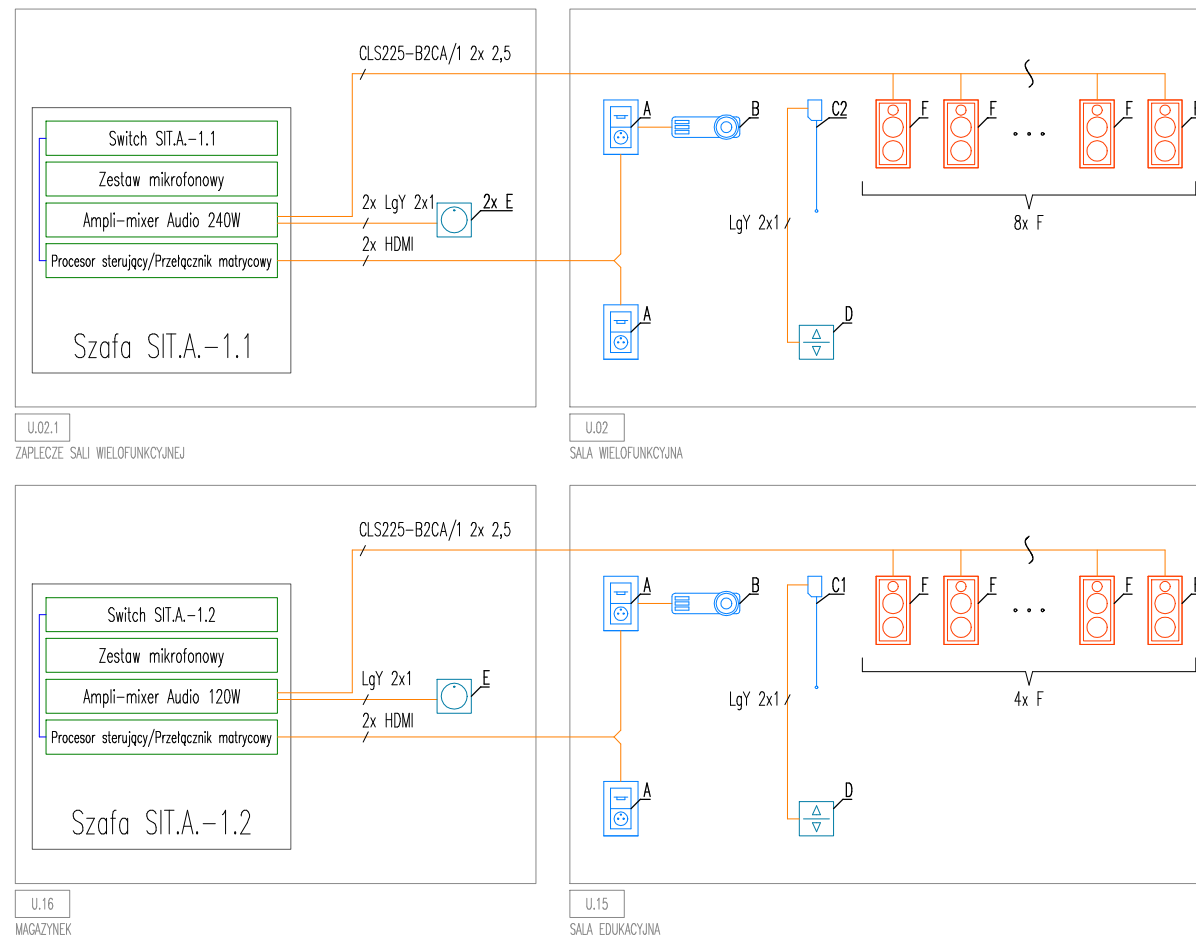 CLS225-B2CA/1 2x 2,5
Switch SIT.A.-1.1
Zestaw mikrofonowy
Ampli-mixer Audio 240W
Procesor sterujący/Przełącznik matrycowy
Szafa SIT.A.-1.1
2x LgY 2x1
2x E
2x HDMI
U.02.1
ZAPLECZE SALI WIELOFUNKCYJNEJ
A
B
C2
F
F
F
F
LgY 2x1
8x F
A
D
U.02
SALA WIELOFUNKCYJNA
CLS225-B2CA/1 2x 2,5
Switch SIT.A.-1.2
Zestaw mikrofonowy
Ampli-mixer Audio 120W
Procesor sterujący/Przełącznik matrycowy
Szafa SIT.A.-1.2
LgY 2x1
E
2x HDMI
U.16
MAGAZYNEK
A
B
C1
F
F
F
F
LgY 2x1
4x F
A
D
U.15
SALA EDUKACYJNA